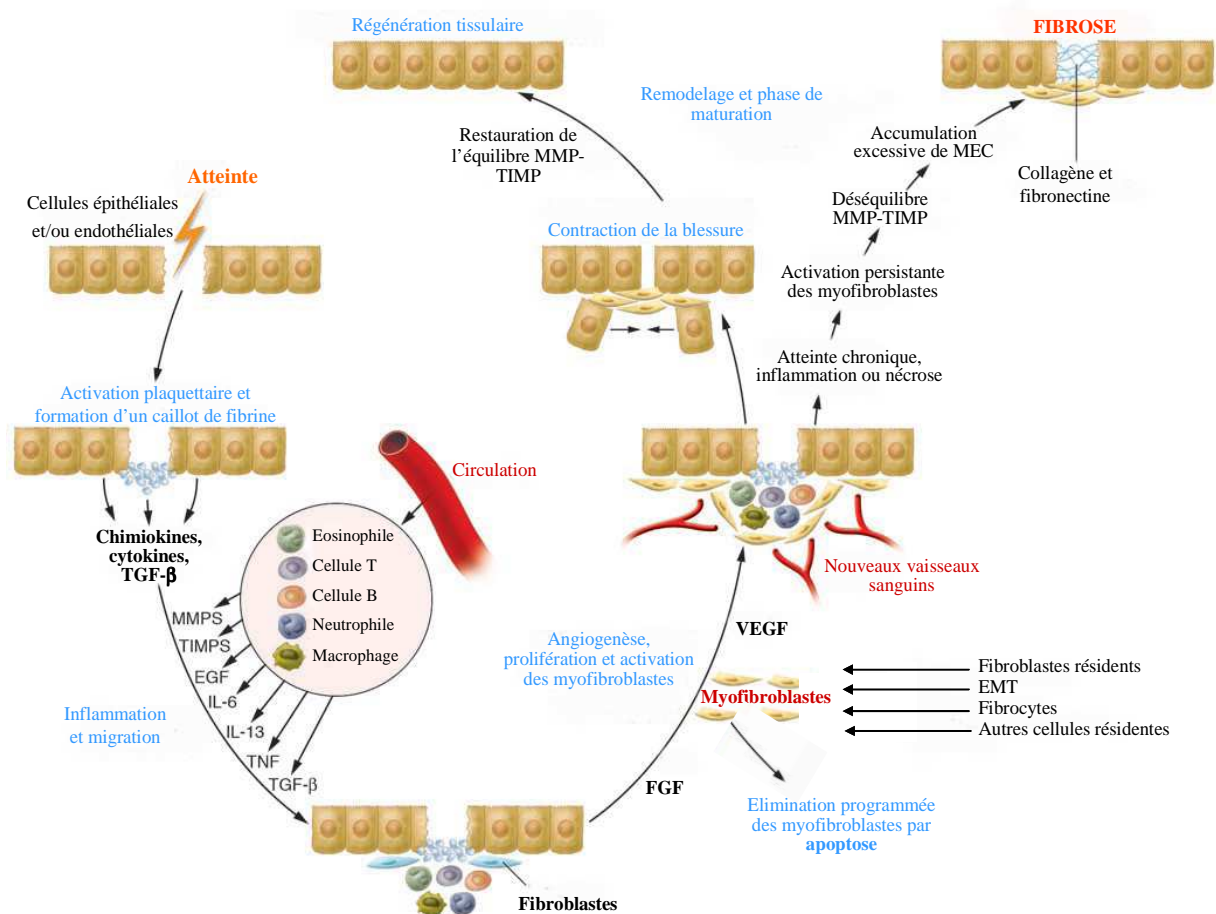 Régénération tissulaire
FIBROSE
Remodelage et phase de
maturation
Restauration de
l'équilibre MMP-
TIMP
Accumulation
excessive de MEC
Collagène et
fibronectine
Atteinte
Cellules épithéliales
et/ou endothéliales
Déséquilibre
MMP-TIMP
Contraction de la blessure
Activation persistante
des myofibroblastes
Atteinte chronique,
inflammation ou nécrose
Activation plaquettaire et
formation d'un caillot de fibrine
Circulation
Chimiokines,
cytokines,
TGF-β
Eosinophile
Cellule T
Cellule B
Neutrophile
Macrophage
MMPS
TIMPS
EGF
IL-6
IL-13
TNF
TGF-β
Inflammation
et migration
Nouveaux vaisseaux
sanguins
VEGF
Angiogenèse,
prolifération et activation
des myofibroblastes
Myofibroblastes
Fibroblastes résidents
EMT
Fibrocytes
Autres cellules résidentes
FGF
Elimination programmée
des myofibroblastes par
apoptose
Fibroblastes